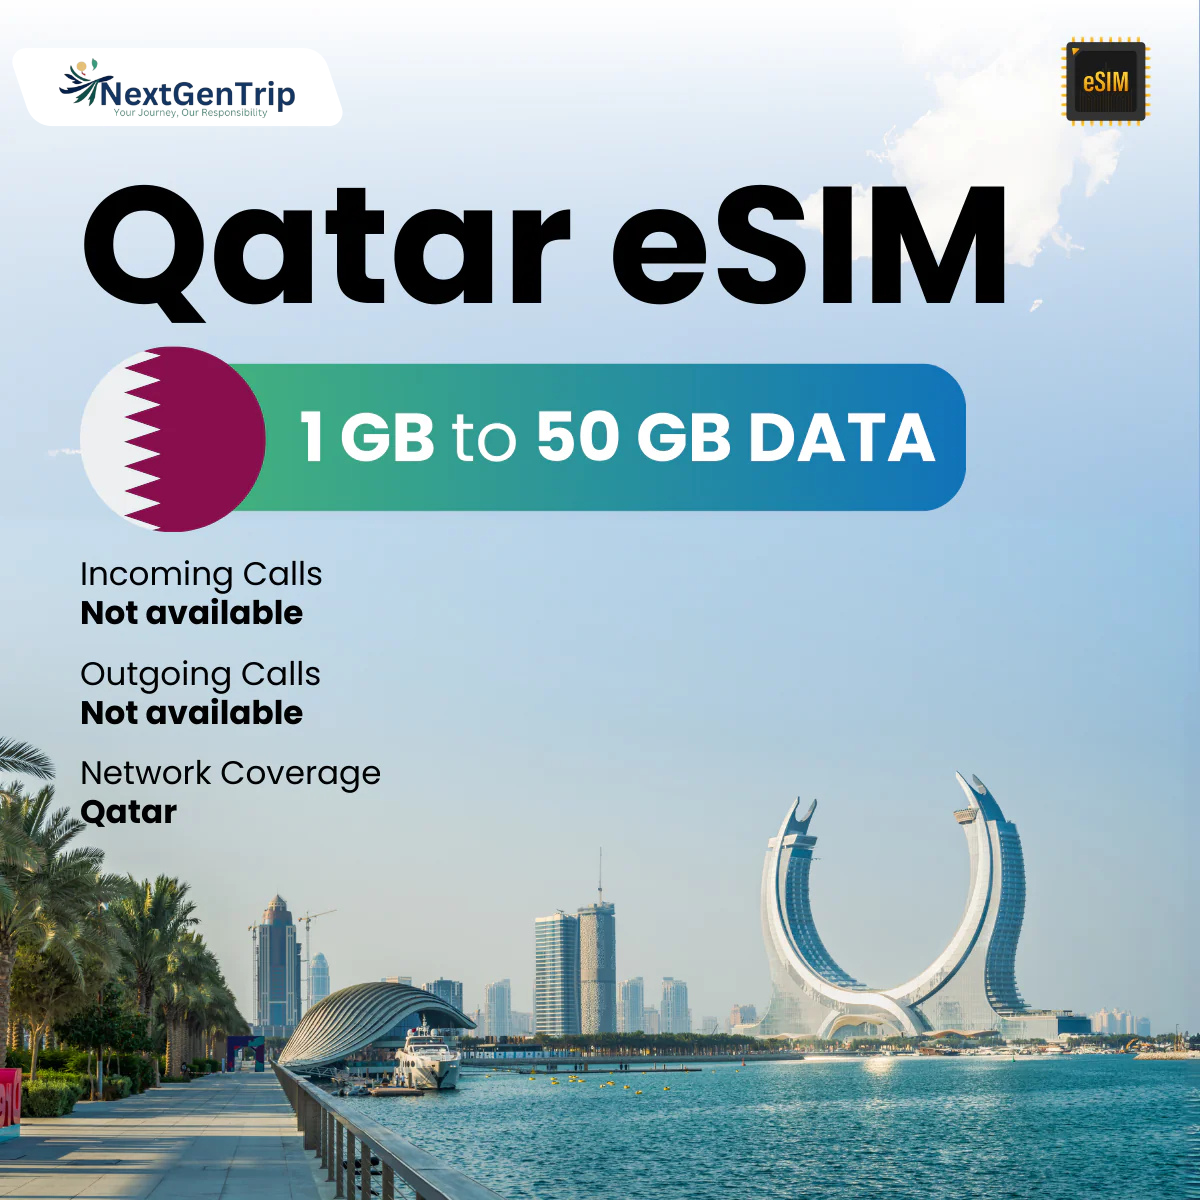 NextGenTrip
Your Journey, Our Responsibility
eSIM
Qatar eSIM
1 GB to 50 GB DATA
Incoming Calls
Not available
Outgoing Calls
Not available
Network Coverage
Qatar